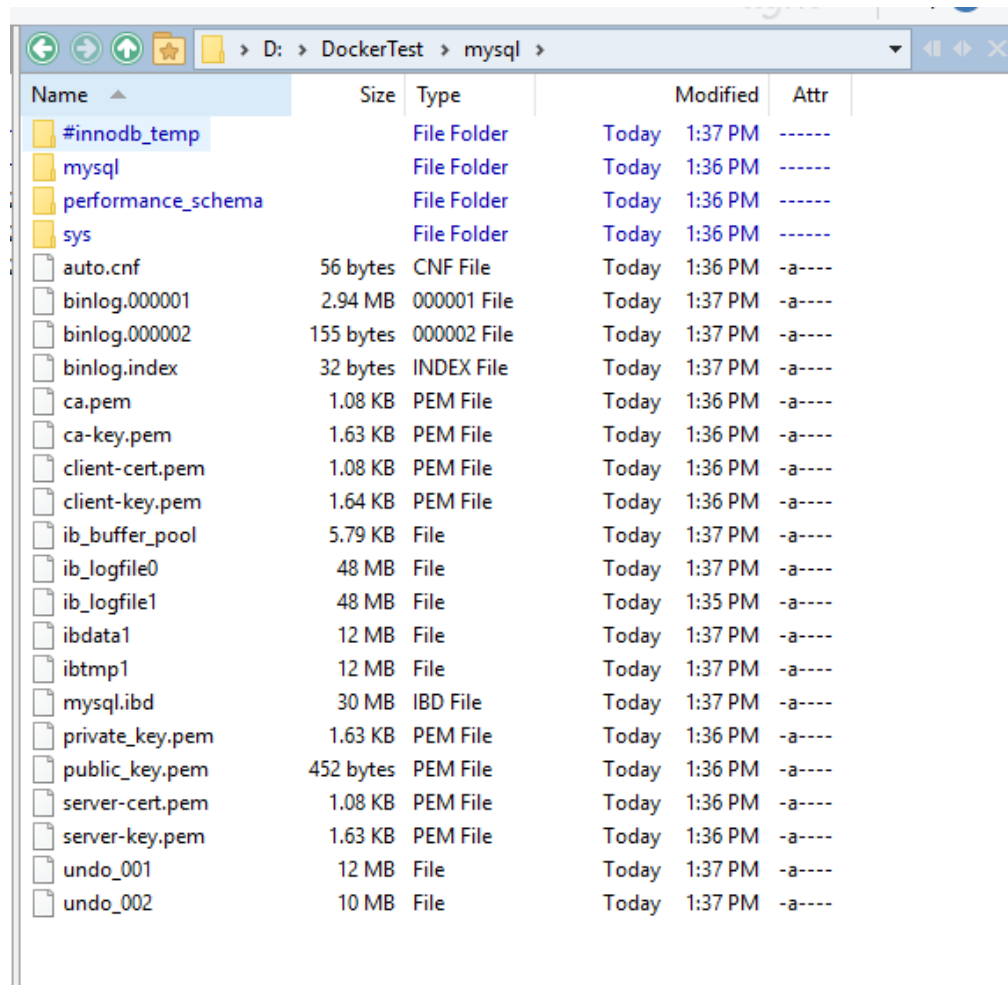 D: DockerTest mysql
Name Size Type Modified Attr
#innodb_temp File Folder Today 1:37 PM ------
mysql File Folder Today 1:36 PM ------
performance_schema File Folder Today 1:36 PM ------
sys File Folder Today 1:36 PM ------
auto.cnf 56 bytes CNF File Today 1:36 PM -a----
binlog.000001 2.94 MB 000001 File Today 1:37 PM -a----
binlog.000002 155 bytes 000002 File Today 1:37 PM -a----
binlog.index 32 bytes INDEX File Today 1:37 PM -a----
ca.pem 1.08 KB PEM File Today 1:36 PM -a----
ca-key.pem 1.63 KB PEM File Today 1:36 PM -a----
client-cert.pem 1.08 KB PEM File Today 1:36 PM -a----
client-key.pem 1.64 KB PEM File Today 1:36 PM -a----
ib_buffer_pool 5.79 KB File Today 1:37 PM -a----
ib_logfile0 48 MB File Today 1:37 PM -a----
ib_logfile1 48 MB File Today 1:35 PM -a----
ibdata1 12 MB File Today 1:37 PM -a----
ibtmp1 12 MB File Today 1:37 PM -a----
mysql.ibd 30 MB IBD File Today 1:37 PM -a----
private_key.pem 1.63 KB PEM File Today 1:36 PM -a----
public_key.pem 452 bytes PEM File Today 1:36 PM -a----
server-cert.pem 1.08 KB PEM File Today 1:36 PM -a----
server-key.pem 1.63 KB PEM File Today 1:36 PM -a----
undo_001 12 MB File Today 1:37 PM -a----
undo_002 10 MB File Today 1:37 PM -a----